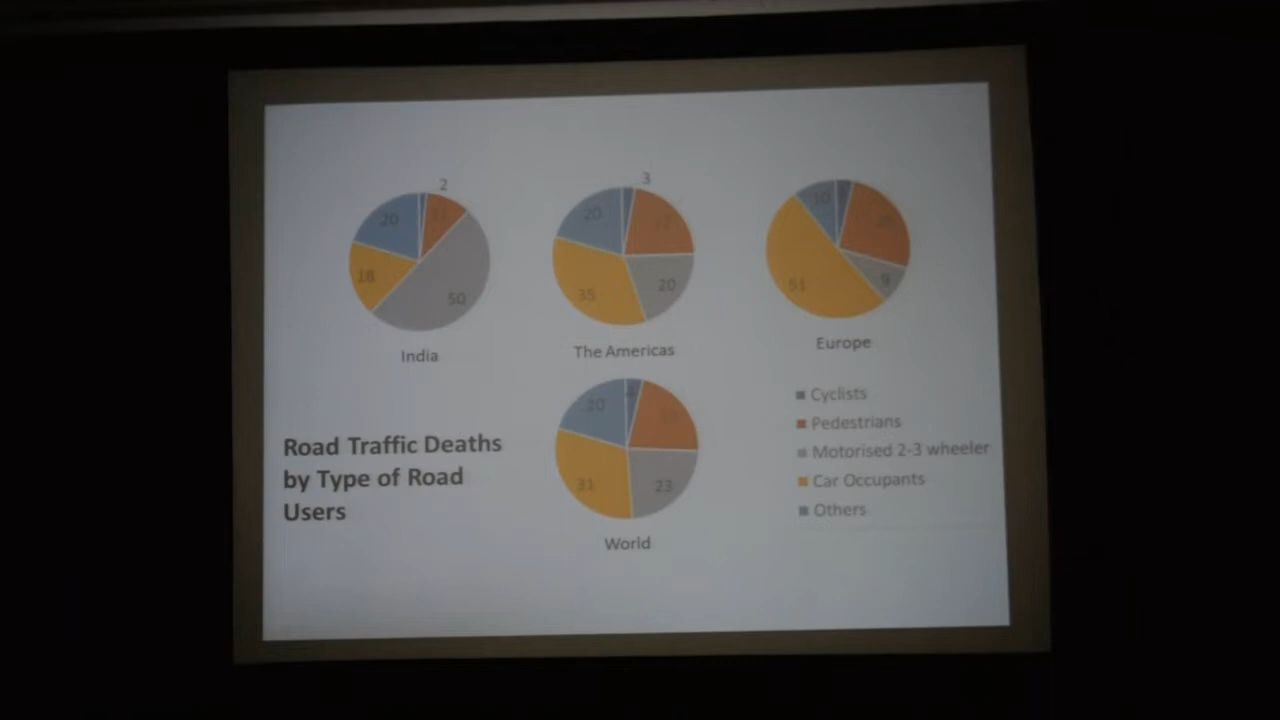 2
20
18
50
India
3
20
20
35
The Americas
10
51
9
Europe
20
31
23
World
Cyclists
Pedestrians
Motorised 2-3 wheeler
Car Occupants
Others
Road Traffic Deaths
by Type of Road
Users